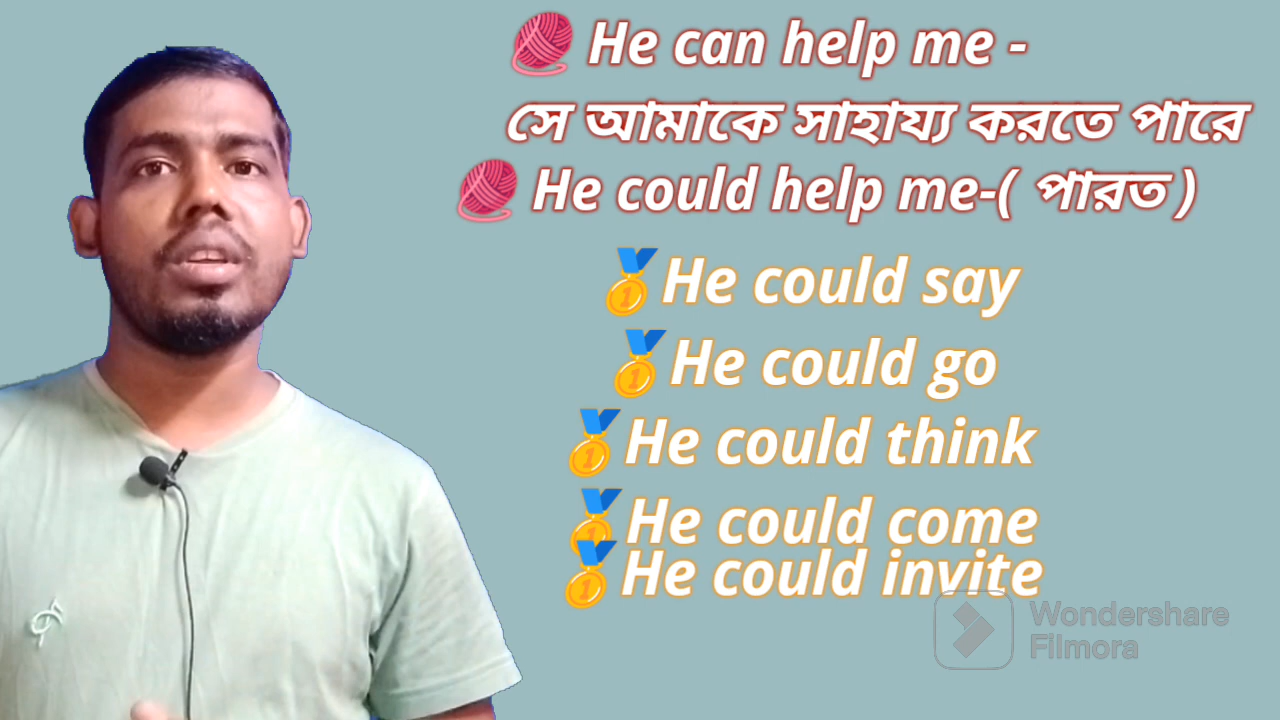 He can help me -
সে আমাকে সাহায্য করতে পারে
He could help me-( পারত )
He could say
He could go
He could think
He could come
He could invite
Wondershare
Filmora